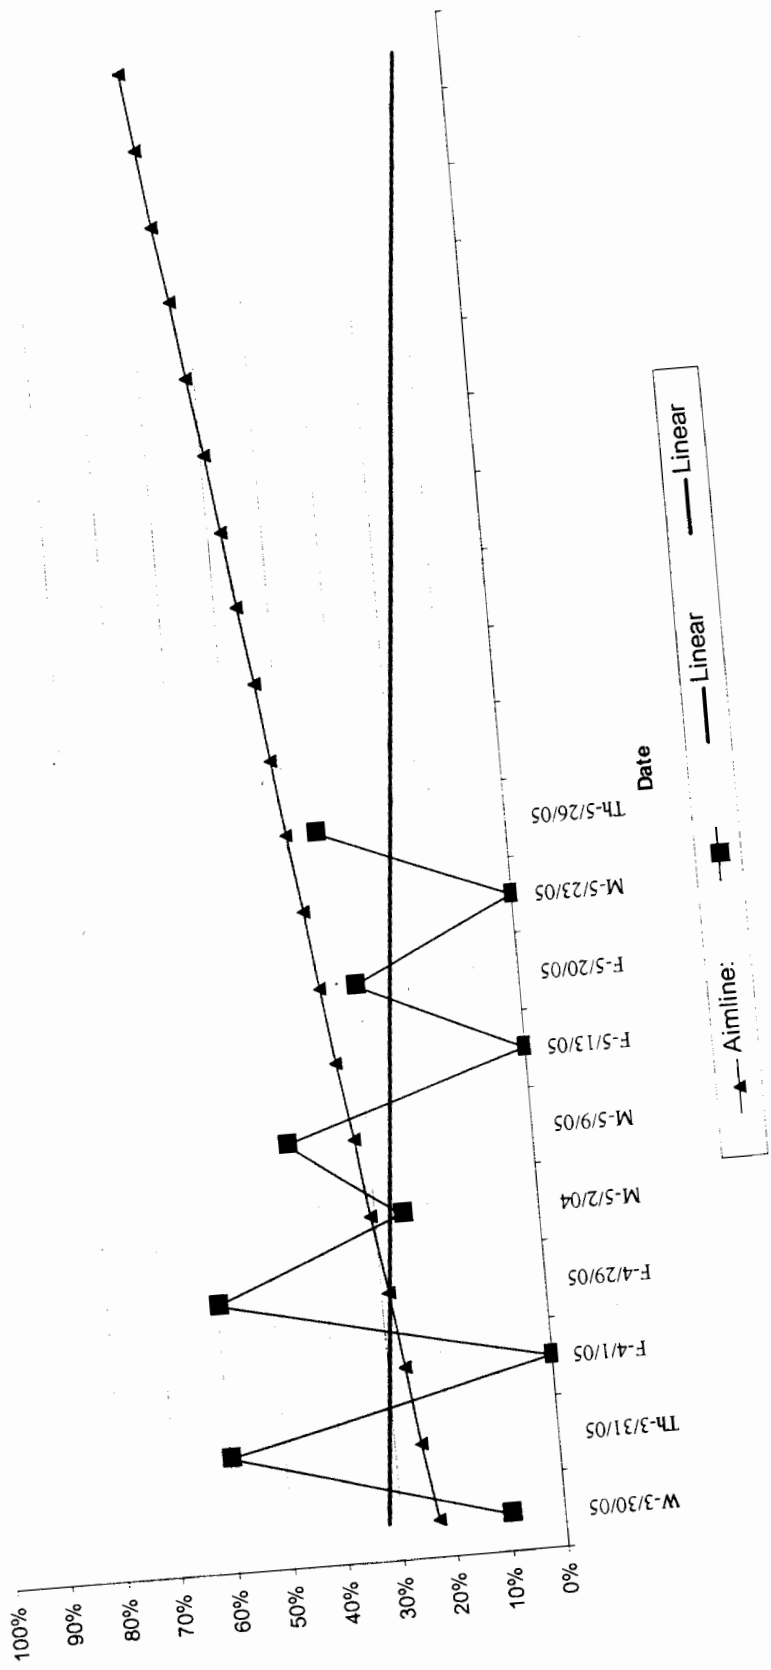 100%
90%
80%
70%
60%
50%
40%
30%
20%
10%
0%
W-3/30/05
Th-3/31/05
F-4/1/05
F-4/29/05
M-5/2/04
M-5/9/05
F-5/13/05
F-5/20/05
M-5/23/05
Th-5/26/05
Date
Aimline: Linear Linear